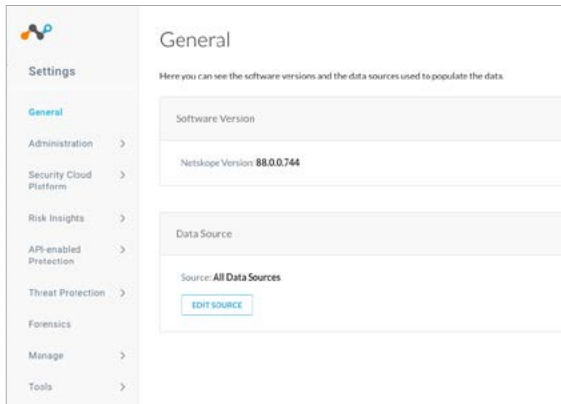 General
Settings
Here you can see the software versions and the data sources used to populate the data.
General
Software Version
Administration
Netskope Version: 88.0.0.744
Security Cloud
Platform
Risk Insights
Data Source
API-enabled
Protection
Source: All Data Sources
Threat Protection
EDIT SOURCE
Forensics
Manage
Tools